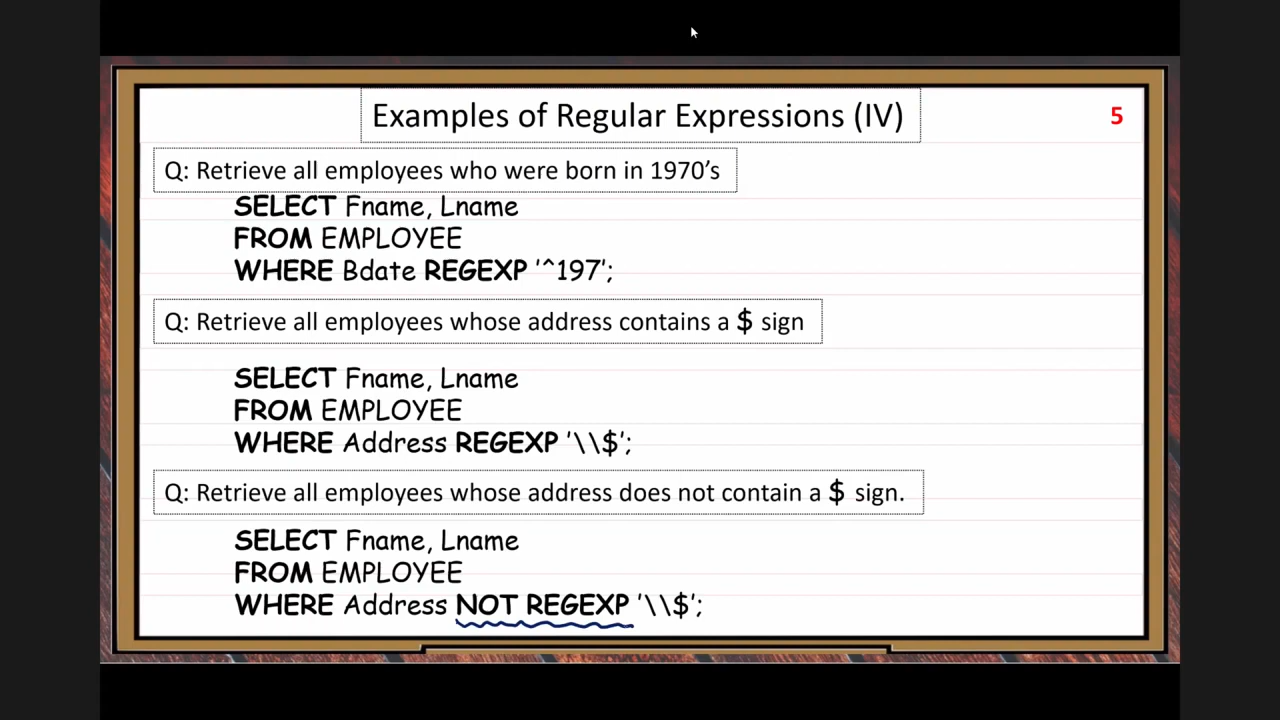 Examples of Regular Expressions (IV)
5
Q: Retrieve all employees who were born in 1970’s
SELECT Fname, Lname
FROM EMPLOYEE
WHERE Bdate REGEXP '^197';
Q: Retrieve all employees whose address contains a $ sign
SELECT Fname, Lname
FROM EMPLOYEE
WHERE Address REGEXP '\\$';
Q: Retrieve all employees whose address does not contain a $ sign.
SELECT Fname, Lname
FROM EMPLOYEE
WHERE Address NOT REGEXP '\\$';